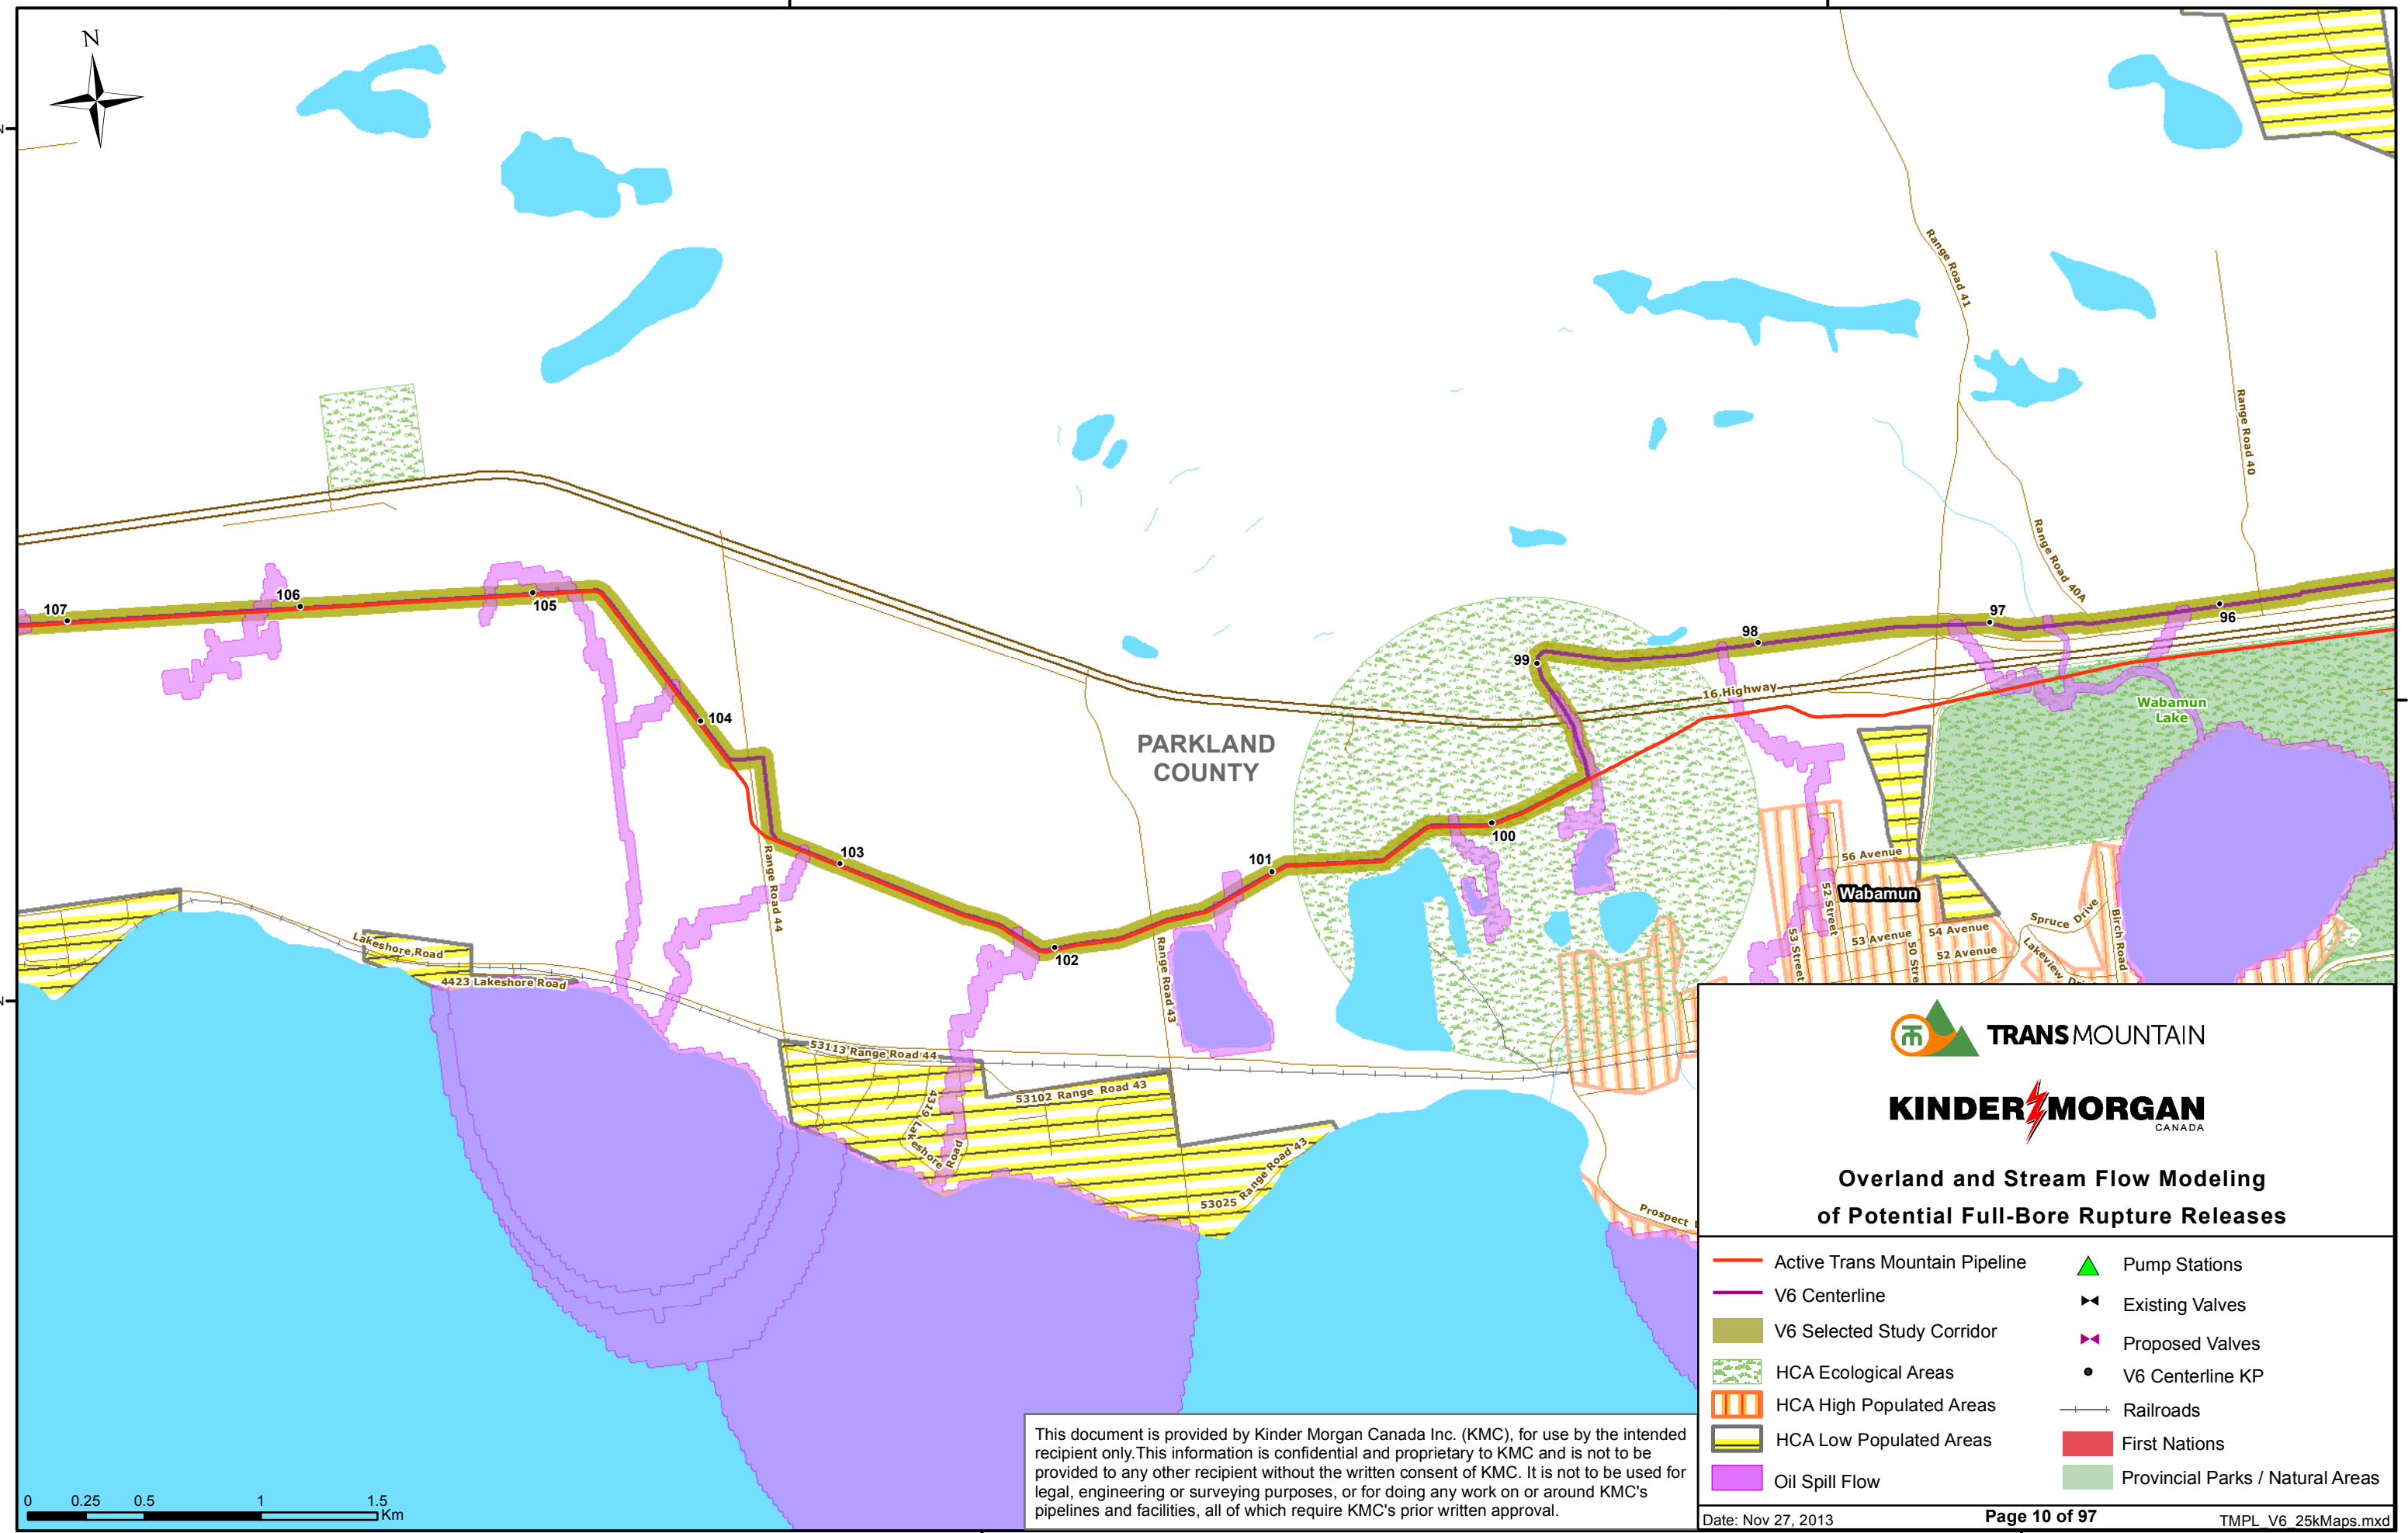 N
Range Road 41
Range Road 40
Range Road 40A
107
106
105
104
103
102
101
100
99
98
97
96
16 Highway
Wabamun
Lake
PARKLAND
COUNTY
Range Road 44
Range Road 43
Lakeshore Road
4423 Lakeshore Road
53113 Range Road 44
4319 Lakeshore Road
53102 Range Road 43
53025 Range Road 43
56 Avenue
Wabamun
52 Street
53 Street
53 Avenue
54 Avenue
52 Avenue
50 Stre
Spruce Drive
Lakeview
Birch Road
Prospect
TRANSMOUNTAIN
KINDER MORGAN
CANADA
Overland and Stream Flow Modeling
of Potential Full-Bore Rupture Releases
Active Trans Mountain Pipeline
V6 Centerline
V6 Selected Study Corridor
HCA Ecological Areas
HCA High Populated Areas
HCA Low Populated Areas
Oil Spill Flow
Pump Stations
Existing Valves
Proposed Valves
V6 Centerline KP
Railroads
First Nations
Provincial Parks / Natural Areas
Date: Nov 27, 2013
Page 10 of 97
TMPL_V6_25kMaps.mxd
This document is provided by Kinder Morgan Canada Inc. (KMC), for use by the intended
recipient only.This information is confidential and proprietary to KMC and is not to be
provided to any other recipient without the written consent of KMC. It is not to be used for
legal, engineering or surveying purposes, or for doing any work on or around KMC's
pipelines and facilities, all of which require KMC's prior written approval.
0 0.25 0.5 1 1.5
Km